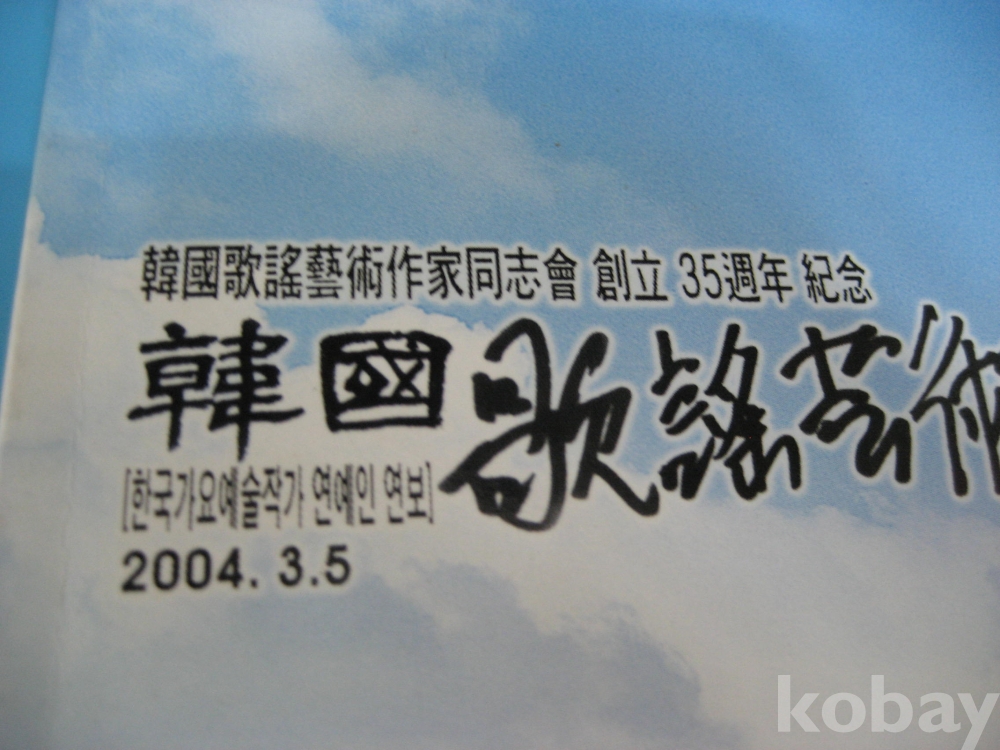 韓國歌謠藝術作家同志會 創立 35週年 紀念
韓國歌謠芸術
[한국가요예술작가 연예인 연보]
2004. 3.5
kobay